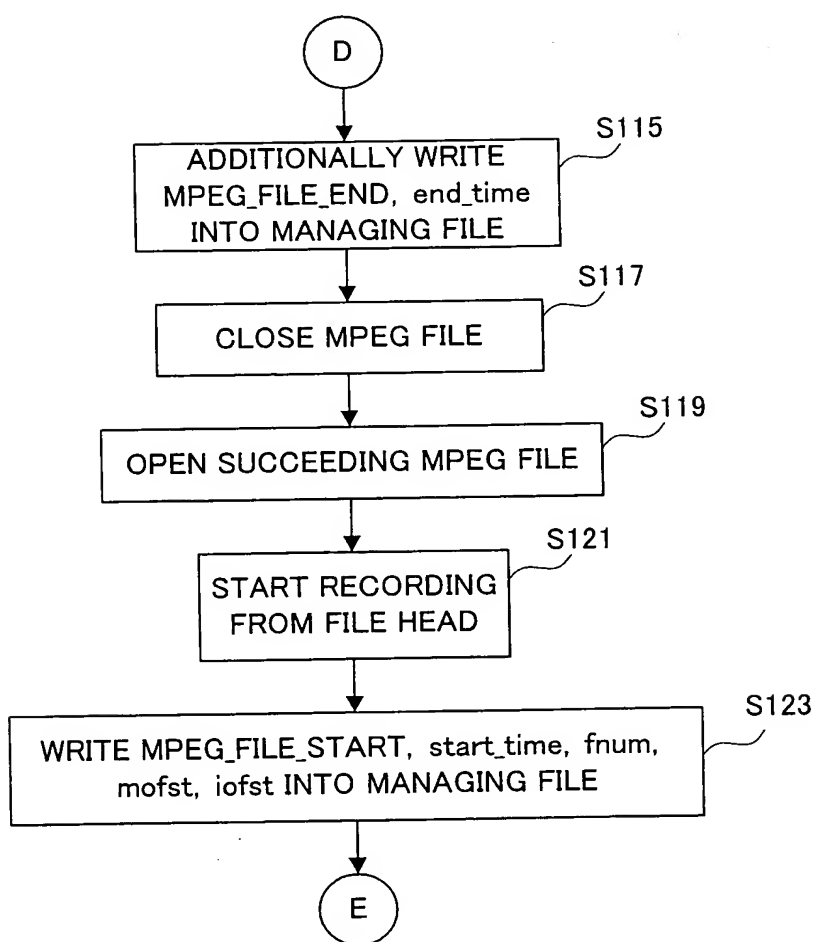 D
S115
ADDITIONALLY WRITE
MPEG_FILE_END, end_time
INTO MANAGING FILE
S117
CLOSE MPEG FILE
S119
OPEN SUCCEEDING MPEG FILE
S121
START RECORDING
FROM FILE HEAD
S123
WRITE MPEG_FILE_START, start_time, fnum,
mofst, iofst INTO MANAGING FILE
E